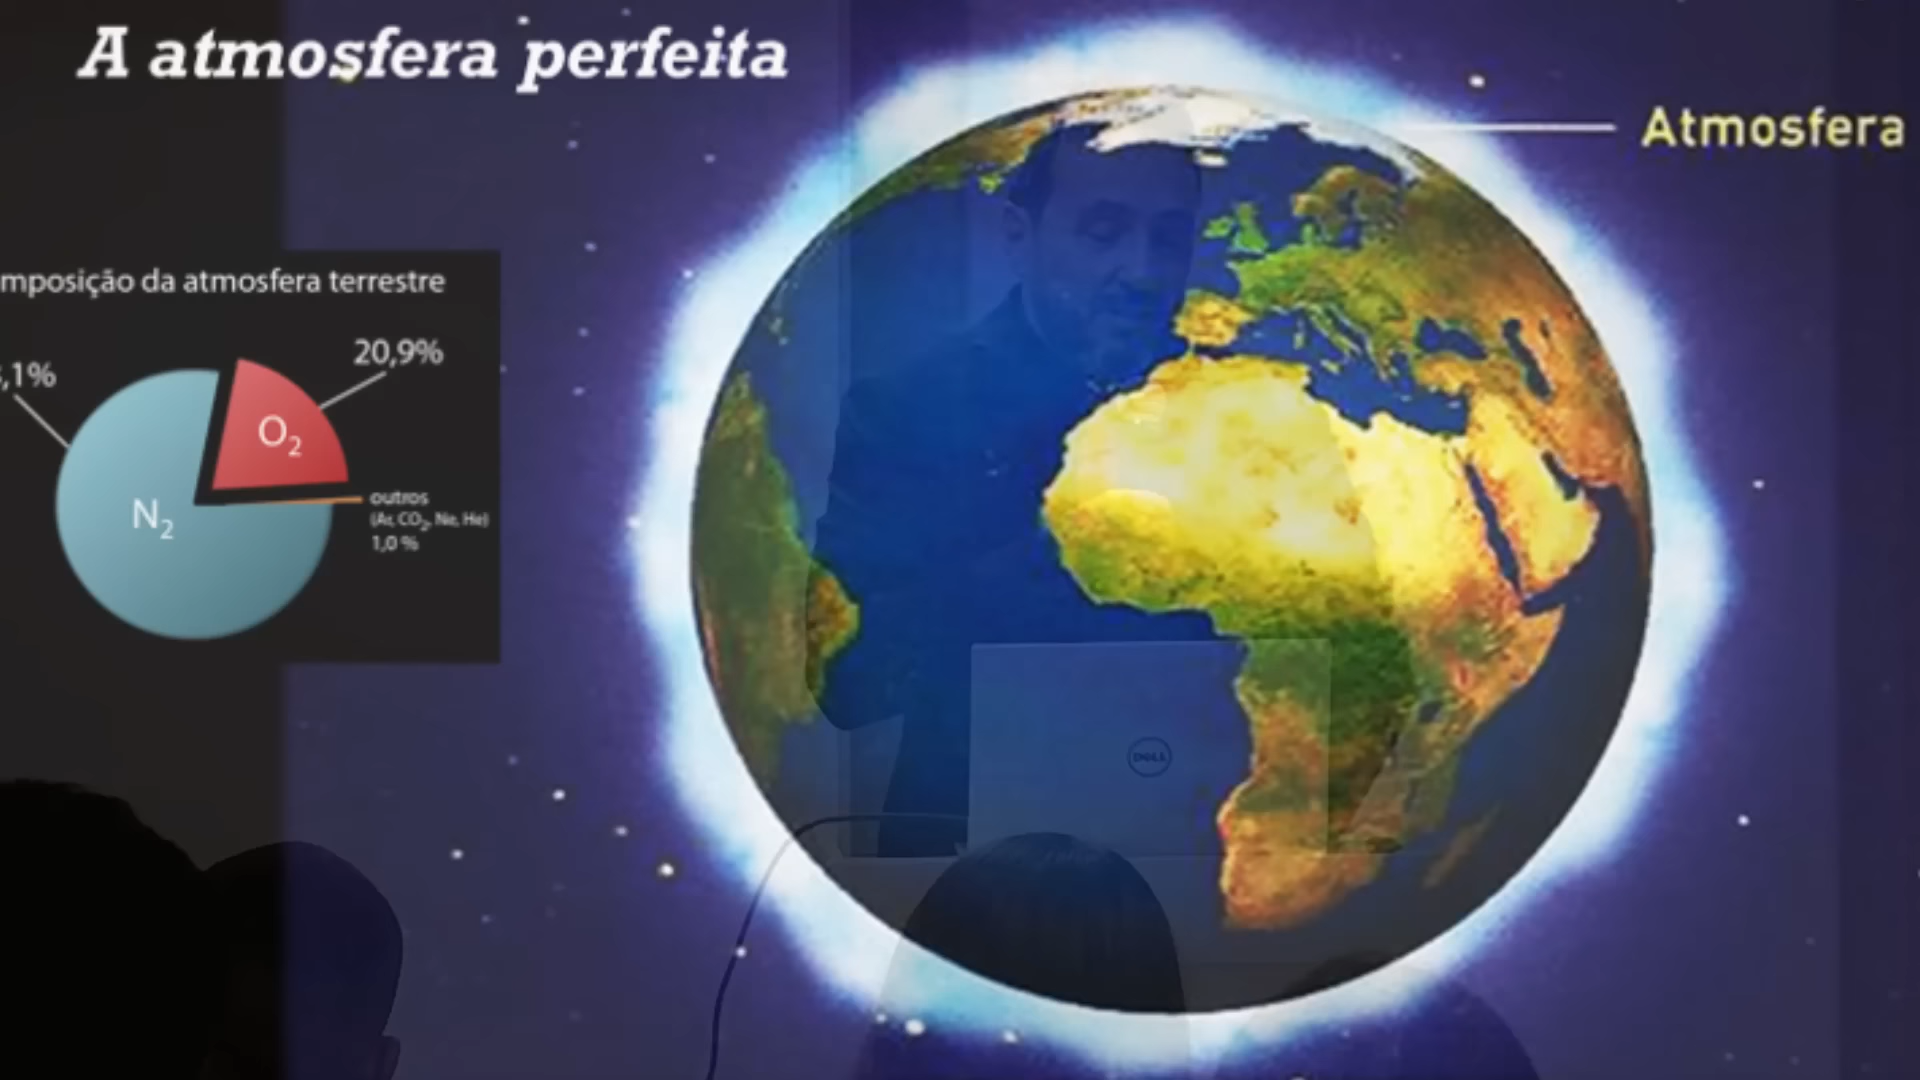 A atmosfera perfeita
Atmosfera
mposição da atmosfera terrestre
20,9%
,1%
O₂
N₂
outros
(Ar, CO₂, Ne, He)
1,0 %
DELL